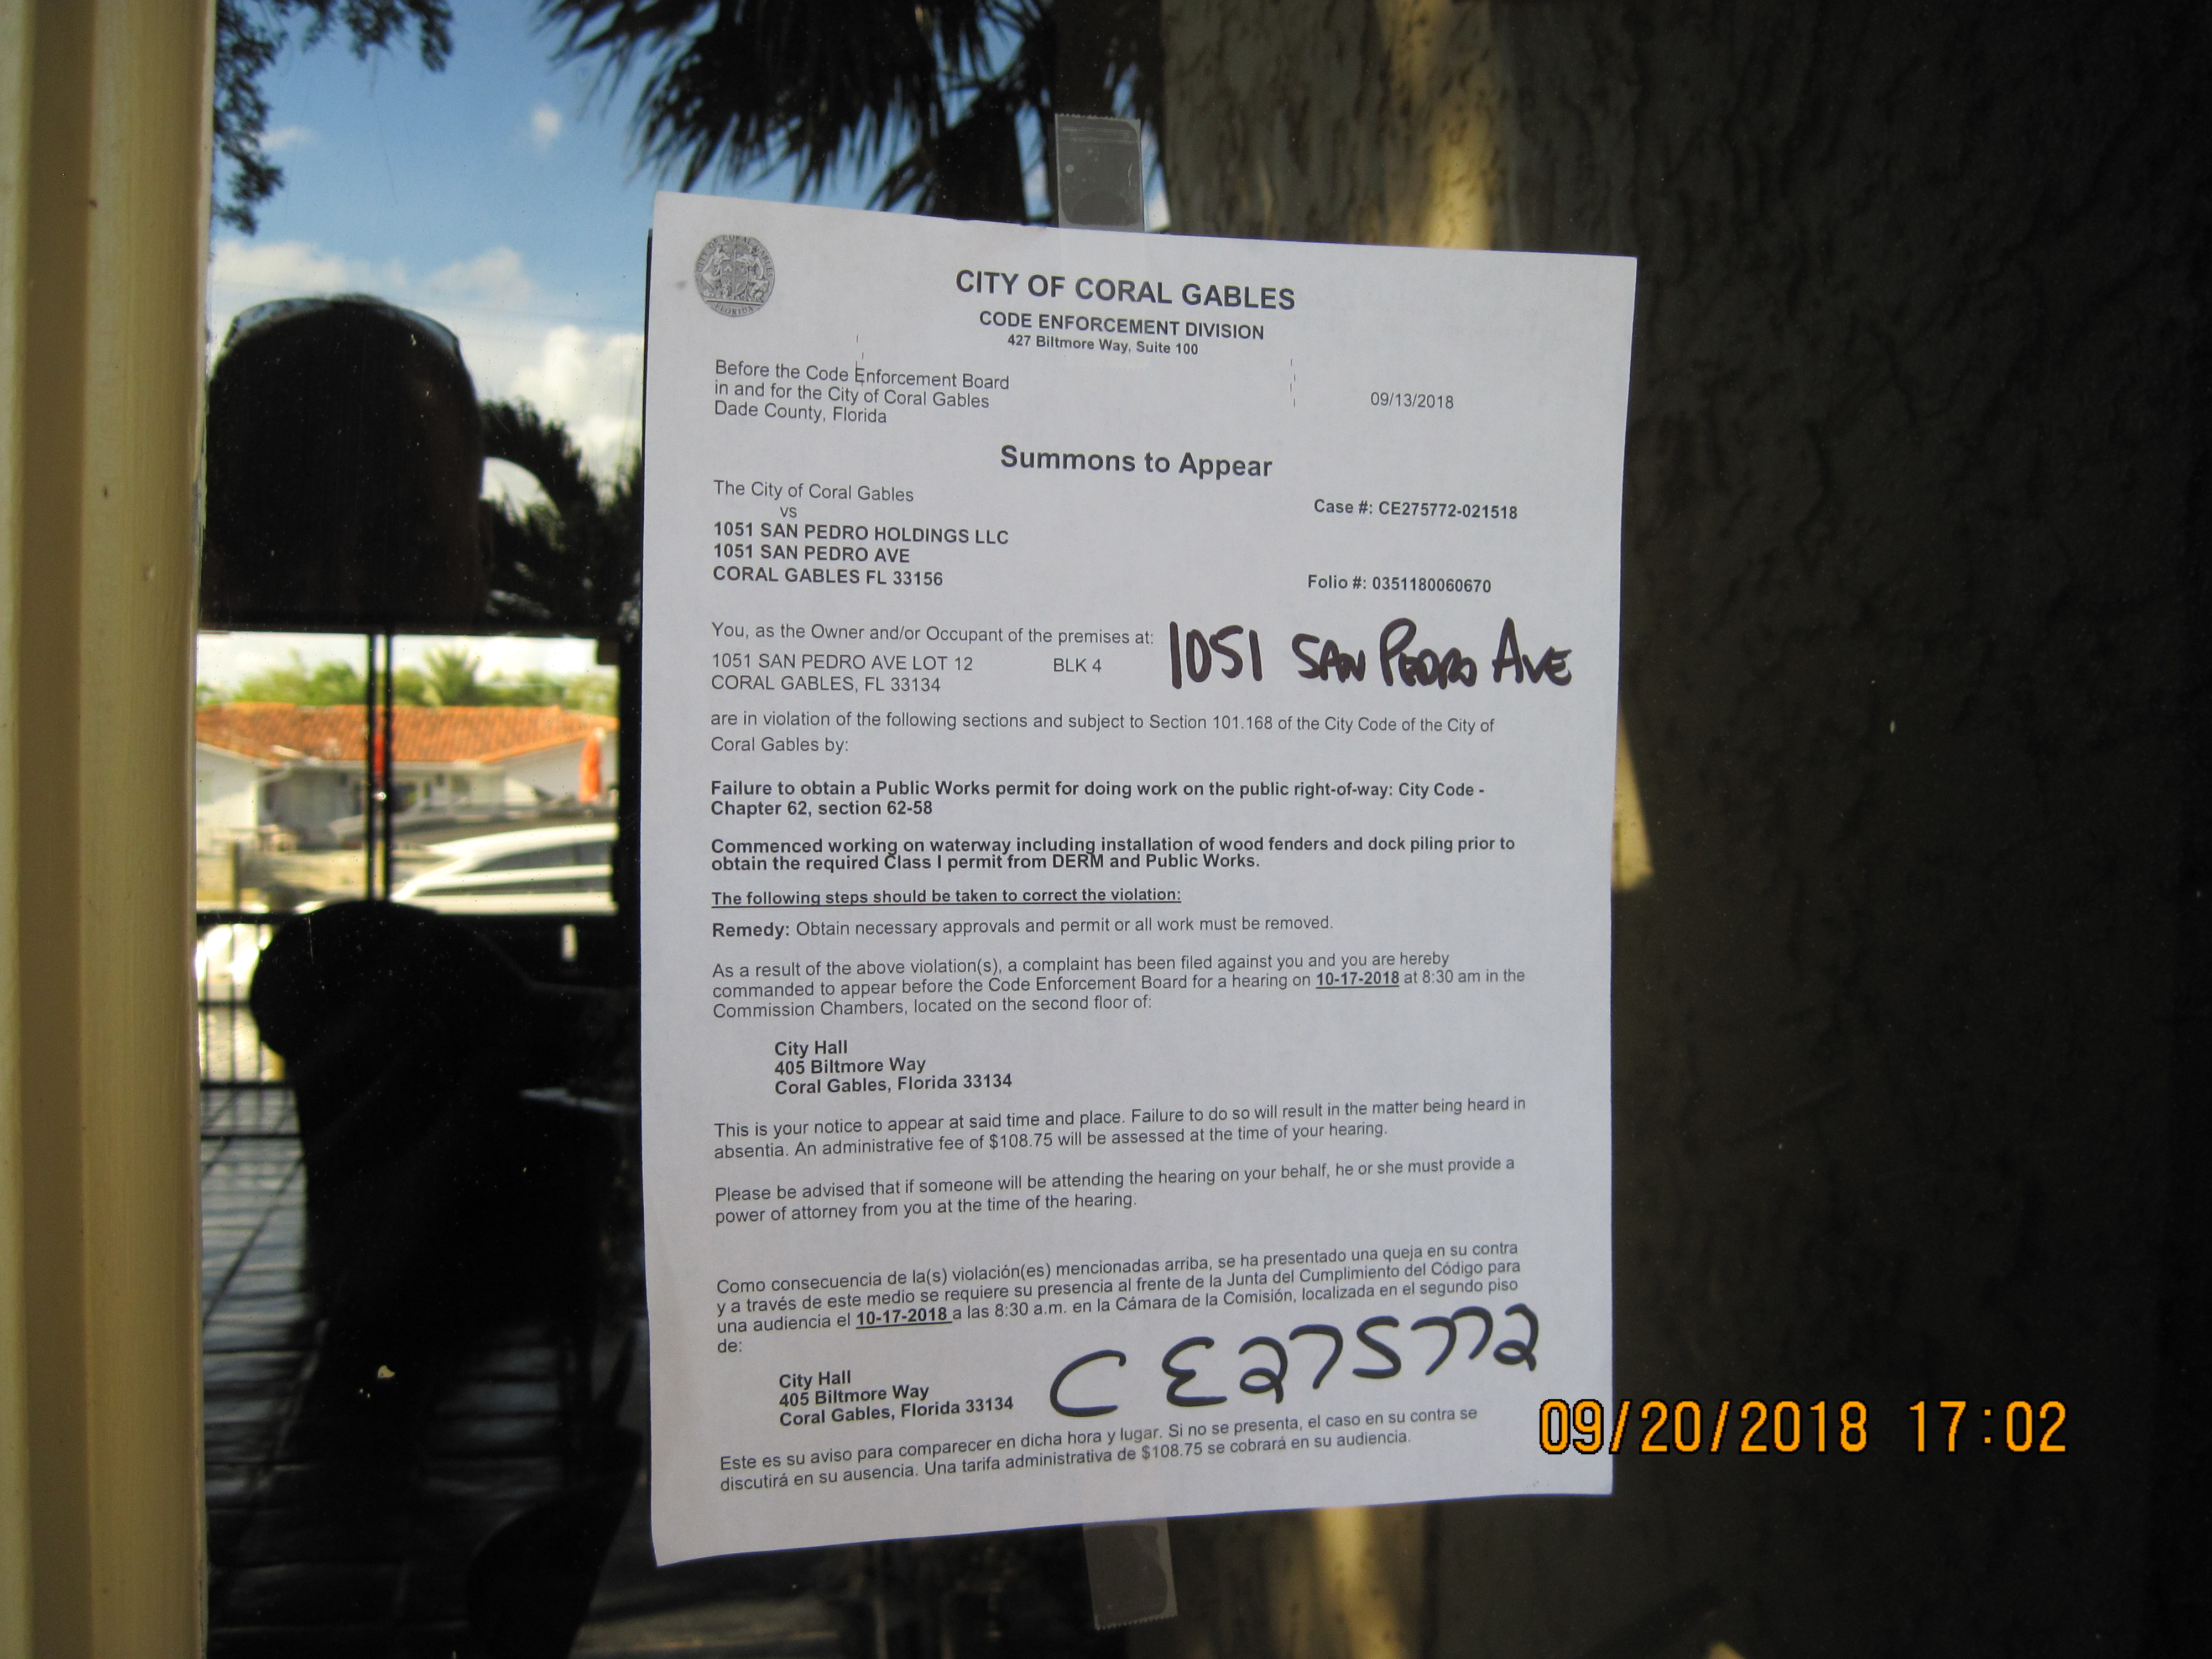 CITY OF CORAL GABLES
FLORIDA
CITY OF CORAL GABLES
CODE ENFORCEMENT DIVISION
427 Biltmore Way, Suite 100
Before the Code Enforcement Board
in and for the City of Coral Gables
Dade County, Florida
09/13/2018
Summons to Appear
The City of Coral Gables
vs
1051 SAN PEDRO HOLDINGS LLC
1051 SAN PEDRO AVE
CORAL GABLES FL 33156
Case #: CE275772-021518
Folio #: 0351180060670
You, as the Owner and/or Occupant of the premises at:
1051 SAN PEDRO AVE
1051 SAN PEDRO AVE LOT 12 BLK 4
CORAL GABLES, FL 33134
are in violation of the following sections and subject to Section 101.168 of the City Code of the City of
Coral Gables by:
Failure to obtain a Public Works permit for doing work on the public right-of-way: City Code -
Chapter 62, section 62-58
Commenced working on waterway including installation of wood fenders and dock piling prior to
obtain the required Class I permit from DERM and Public Works.
The following steps should be taken to correct the violation:
Remedy: Obtain necessary approvals and permit or all work must be removed.
As a result of the above violation(s), a complaint has been filed against you and you are hereby
commanded to appear before the Code Enforcement Board for a hearing on 10-17-2018 at 8:30 am in the
Commission Chambers, located on the second floor of:
City Hall
405 Biltmore Way
Coral Gables, Florida 33134
This is your notice to appear at said time and place. Failure to do so will result in the matter being heard in
absentia. An administrative fee of $108.75 will be assessed at the time of your hearing.
Please be advised that if someone will be attending the hearing on your behalf, he or she must provide a
power of attorney from you at the time of the hearing.
Como consecuencia de la(s) violación(es) mencionadas arriba, se ha presentado una queja en su contra
y a través de este medio se requiere su presencia al frente de la Junta del Cumplimiento del Código para
una audiencia el 10-17-2018 a las 8:30 a.m. en la Cámara de la Comisión, localizada en el segundo piso
de:
City Hall
405 Biltmore Way
Coral Gables, Florida 33134
CE275772
Este es su aviso para comparecer en dicha hora y lugar. Si no se presenta, el caso en su contra se
discutirá en su ausencia. Una tarifa administrativa de $108.75 se cobrará en su audiencia.
09/20/2018 17:02